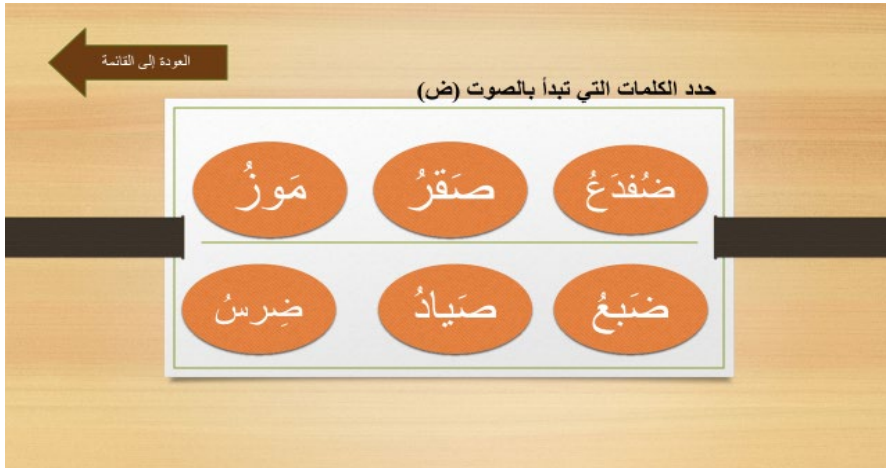 العودة إلى القائمة
حدد الكلمات التي تبدأ بالصوت (ض)
ضُفدَعُ صَقرُ مَوزُ
ضَبعُ صَيادُ ضِرسُ